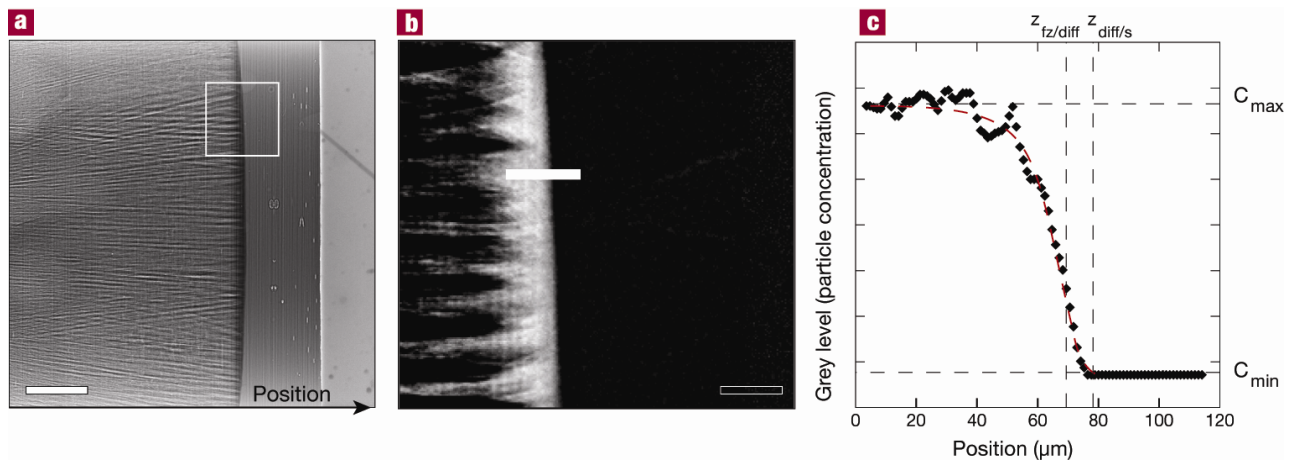 a
Position
b
c
z fz/diff z diff/s
Grey level (particle concentration)
C max
C min
0 20 40 60 80 100 120
Position (µm)